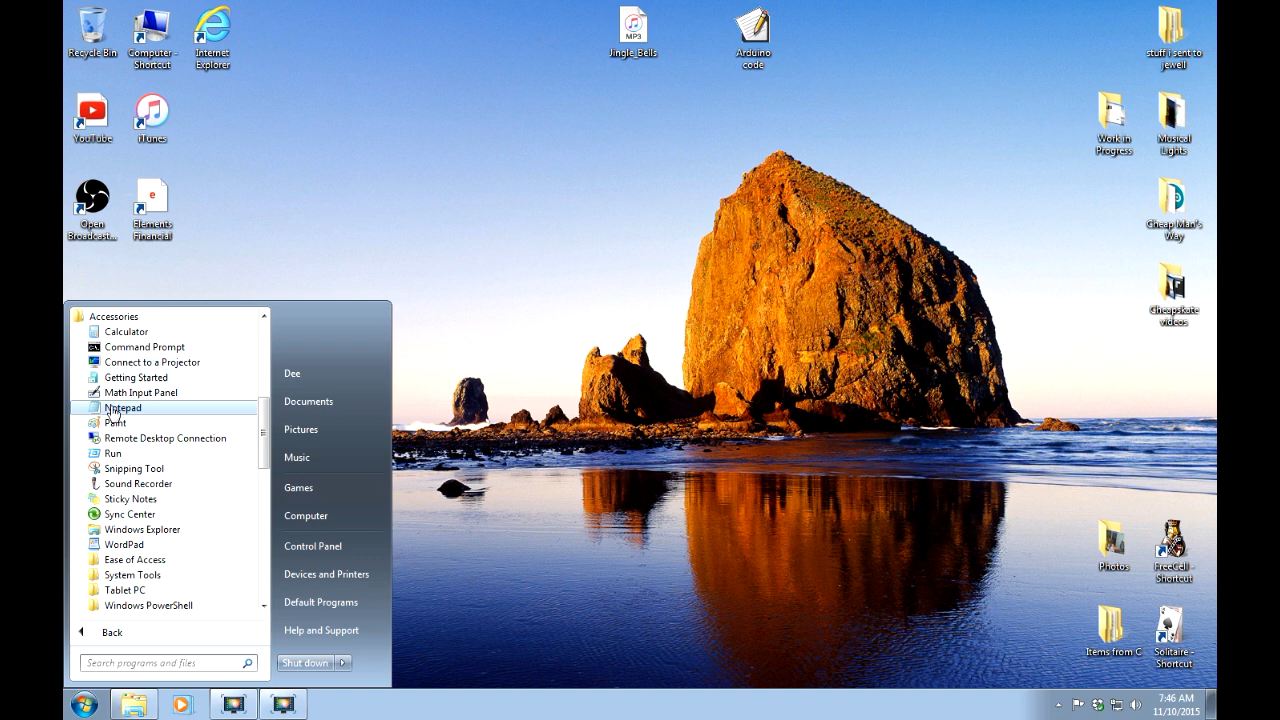 Recycle Bin
Computer -
Shortcut
Internet
Explorer
MP3
Jingle_Bells
Arduino
code
stuff i sent to
jewell
YouTube
iTunes
Work in
Progress
Musical
Lights
Open
Broadcast...
e
Elements
Financial
Cheap Man's
Way
Cheapskate
videos
Accessories
Calculator
Command Prompt
Connect to a Projector
Getting Started
Math Input Panel
Notepad
Paint
Remote Desktop Connection
Run
Snipping Tool
Sound Recorder
Sticky Notes
Sync Center
Windows Explorer
WordPad
Ease of Access
System Tools
Tablet PC
Windows PowerShell
Back
Search programs and files
Dee
Documents
Pictures
Music
Games
Computer
Control Panel
Devices and Printers
Default Programs
Help and Support
Shut down
Photos
FreeCell -
Shortcut
Items from C
Solitaire -
Shortcut
7:46 AM
11/10/2015